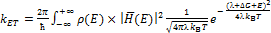 k_{ET} = \frac{2\pi}{\hbar} \int_{-\infty}^{+\infty} \rho(E) \times |\overline{H}(E)|^2 \frac{1}{\sqrt{4\pi\lambda k_B T}} e^{-\frac{(\lambda+\Delta G+E)^2}{4\lambda k_B T}}